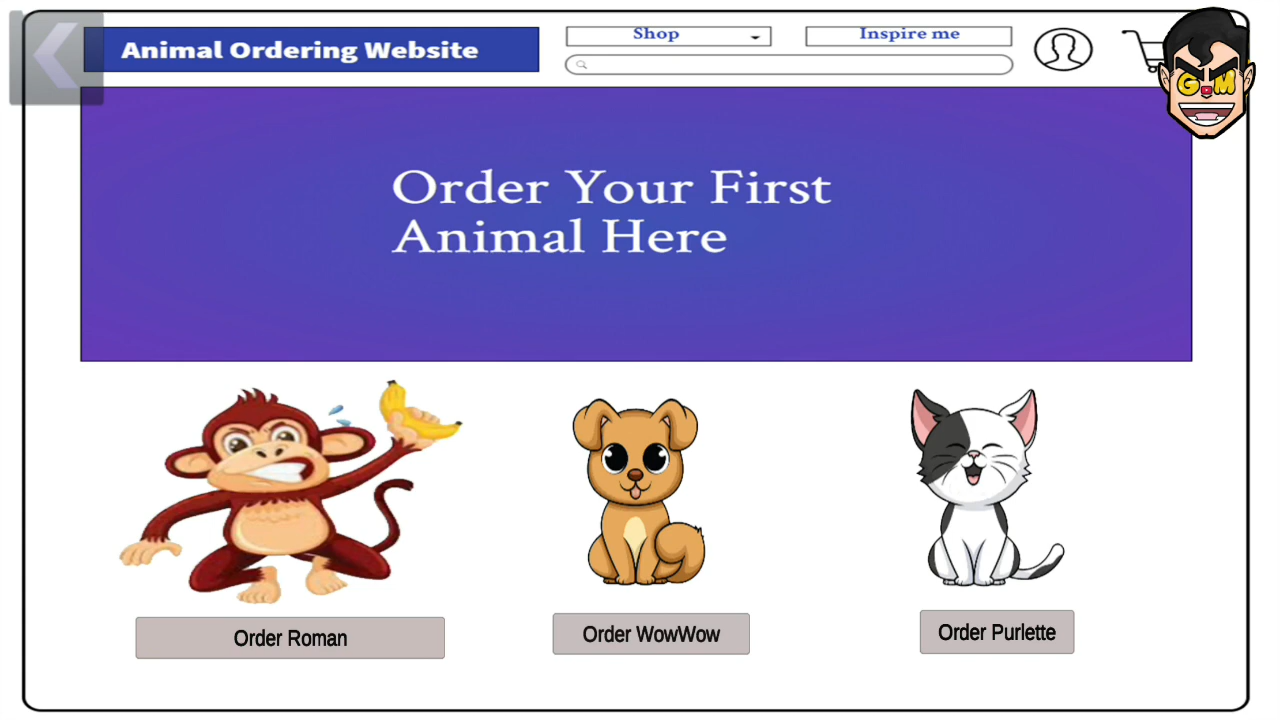 Animal Ordering Website
Shop
Inspire me
G M
Order Your First
Animal Here
Order Roman
Order WowWow
Order Purlette